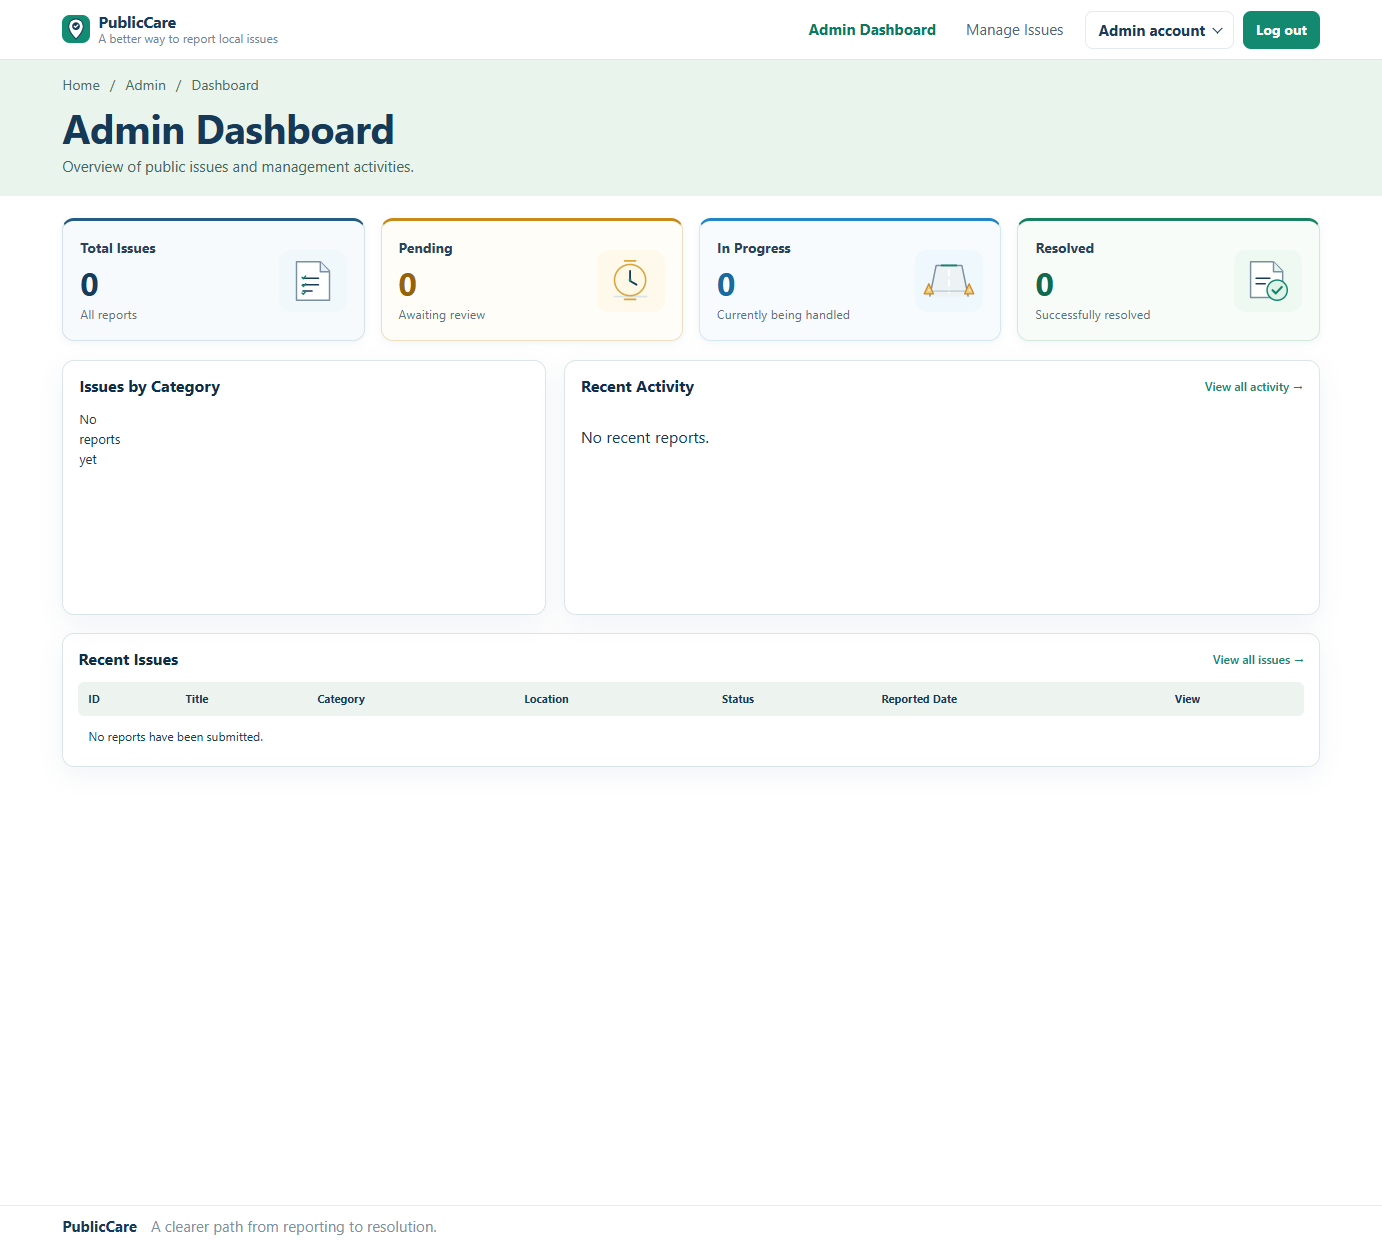 PublicCare
A better way to report local issues
Admin Dashboard
Manage Issues
Admin account
Log out
Home / Admin / Dashboard
Admin Dashboard
Overview of public issues and management activities.
Total Issues
0
All reports
Pending
0
Awaiting review
In Progress
0
Currently being handled
Resolved
0
Successfully resolved
Issues by Category
No
reports
yet
Recent Activity
View all activity →
No recent reports.
Recent Issues
View all issues →
ID Title Category Location Status Reported Date View
No reports have been submitted.
PublicCare A clearer path from reporting to resolution.